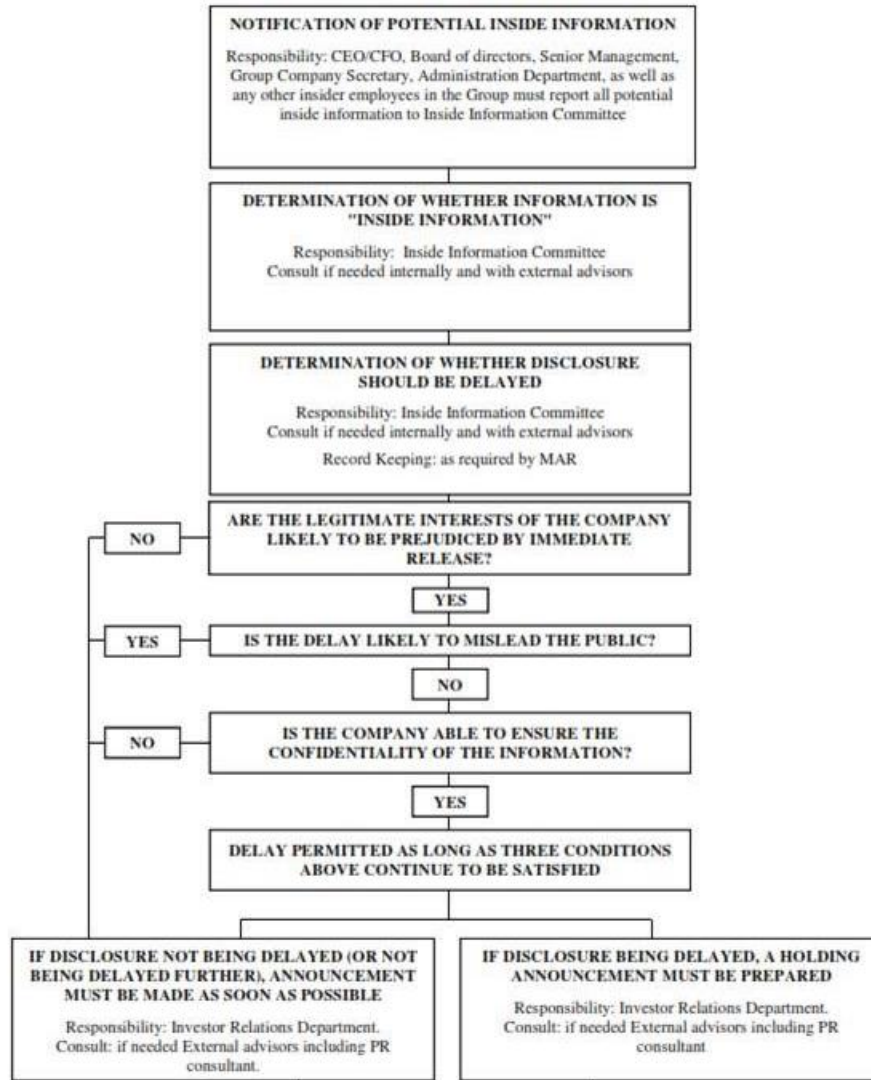 NOTIFICATION OF POTENTIAL INSIDE INFORMATION
Responsibility: CEO/CFO, Board of directors, Senior Management,
Group Company Secretary, Administration Department, as well as
any other insider employees in the Group must report all potential
inside information to Inside Information Committee
DETERMINATION OF WHETHER INFORMATION IS
"INSIDE INFORMATION"
Responsibility: Inside Information Committee
Consult if needed internally and with external advisors
DETERMINATION OF WHETHER DISCLOSURE
SHOULD BE DELAYED
Responsibility: Inside Information Committee
Consult if needed internally and with external advisors
Record Keeping: as required by MAR
ARE THE LEGITIMATE INTERESTS OF THE COMPANY
LIKELY TO BE PREJUDICED BY IMMEDIATE
RELEASE?
NO
YES
IS THE DELAY LIKELY TO MISLEAD THE PUBLIC?
YES
NO
IS THE COMPANY ABLE TO ENSURE THE
CONFIDENTIALITY OF THE INFORMATION?
NO
YES
DELAY PERMITTED AS LONG AS THREE CONDITIONS
ABOVE CONTINUE TO BE SATISFIED
IF DISCLOSURE NOT BEING DELAYED (OR NOT
BEING DELAYED FURTHER), ANNOUNCEMENT
MUST BE MADE AS SOON AS POSSIBLE
Responsibility: Investor Relations Department.
Consult: if needed External advisors including PR
consultant.
IF DISCLOSURE BEING DELAYED, A HOLDING
ANNOUNCEMENT MUST BE PREPARED
Responsibility: Investor Relations Department.
Consult: if needed External advisors including PR
consultant